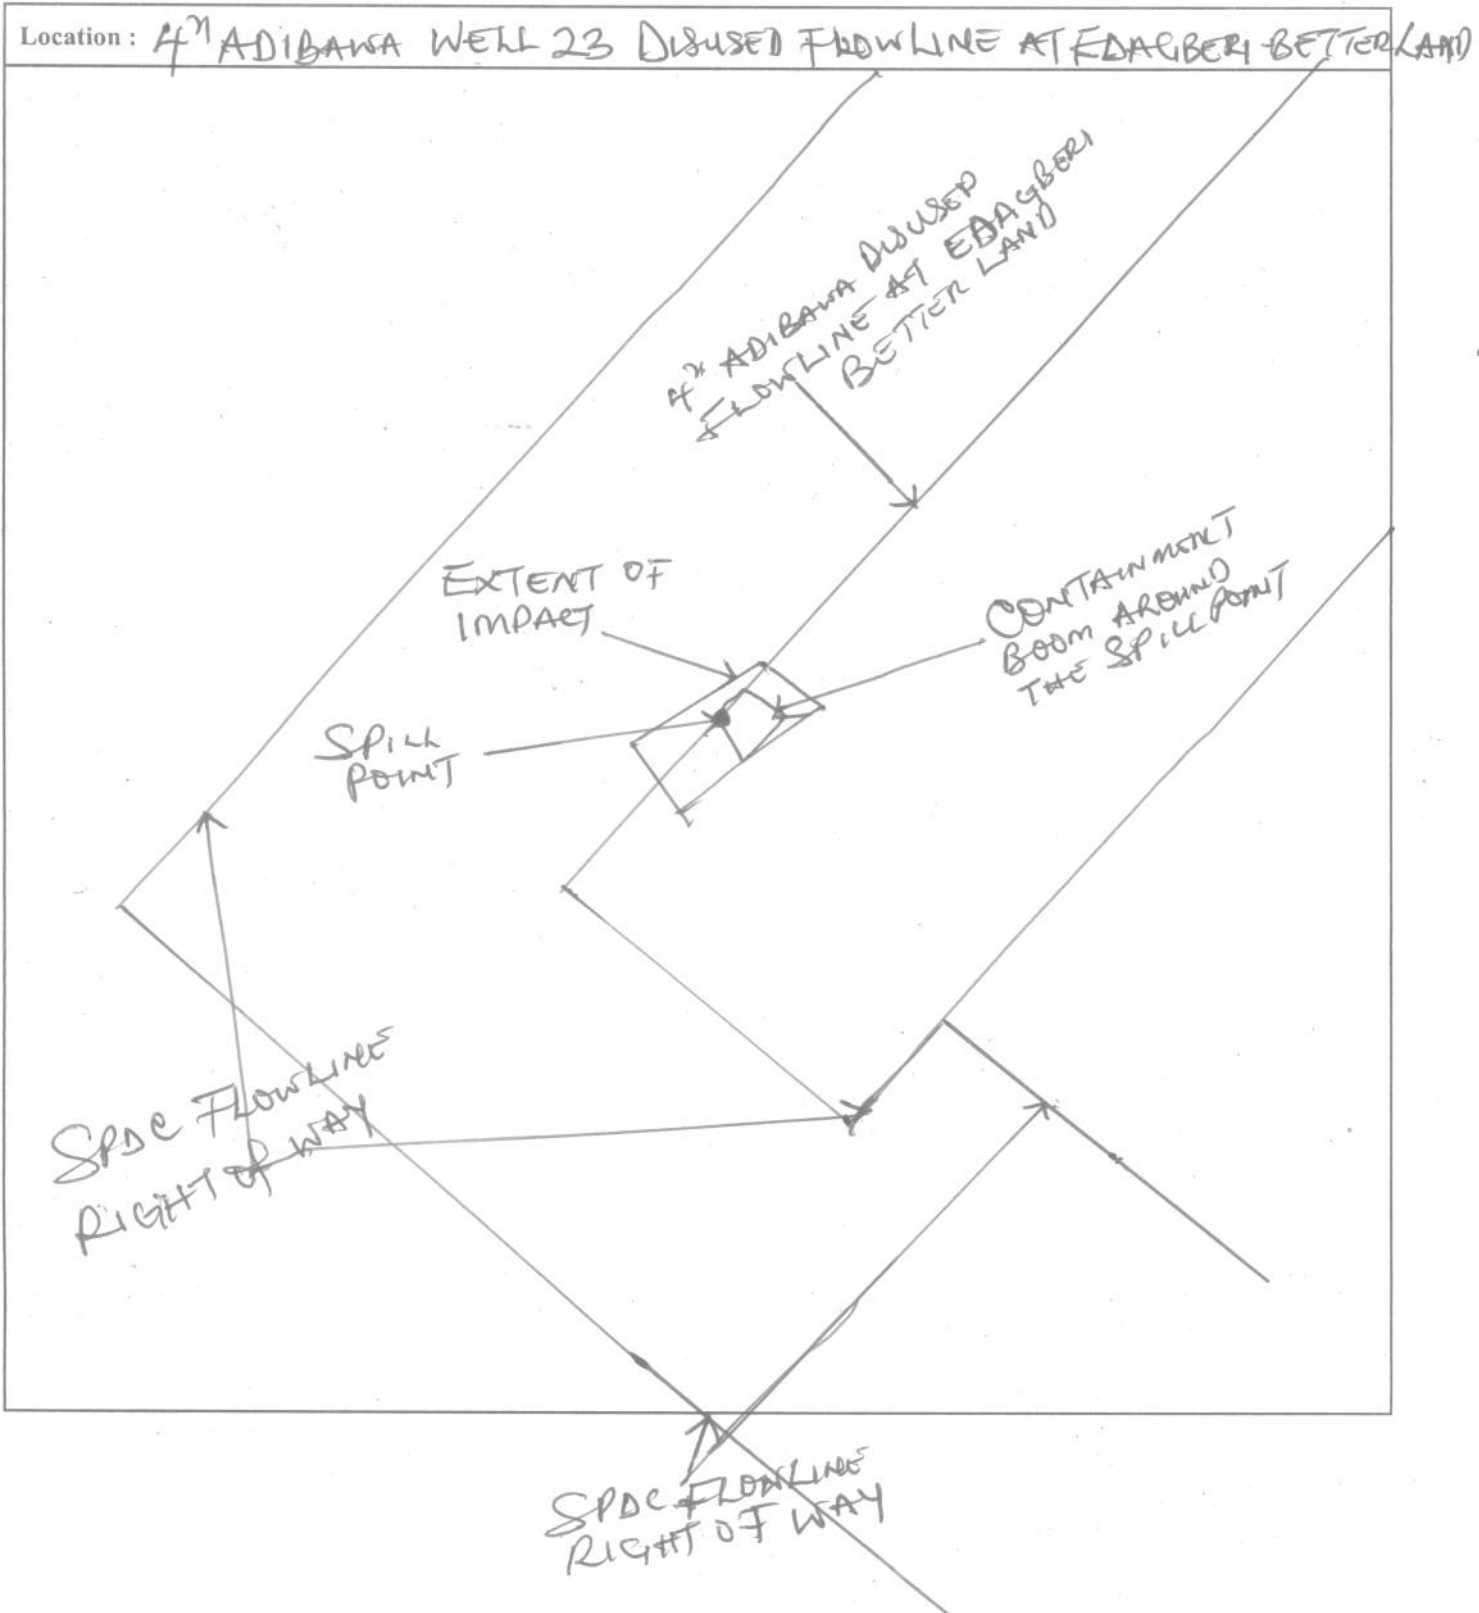 Location : 4" ADIBAWA WELL 23 DISUSED FLOWLINE AT EDAGBERI-BETTERLAND
4" ADIBAWA DISUSED
FLOWLINE AT EDAGBERI
BETTER LAND
EXTENT OF
IMPACT
CONTAINMENT
BOOM AROUND
THE SPILL POINT
SPILL
POINT
SPDC FLOWLINE
RIGHT OF WAY
SPDC FLOWLINE
RIGHT OF WAY